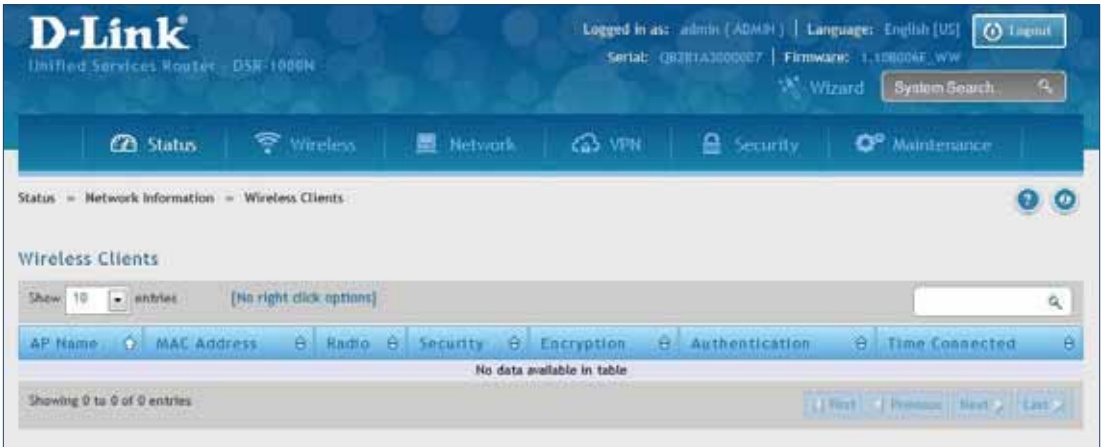 D-Link
Logged in as: admin ( ADMIN ) | Language: English [US] Logout
Unified Services Router - DSR-1000N
Serial: | Firmware:
Wizard System Search
Status Wireless Network VPN Security Maintenance
Status » Network Information » Wireless Clients
Wireless Clients
Show 10 entries [No right click options]
AP Name MAC Address Radio Security Encryption Authentication Time Connected
No data available in table
Showing 0 to 0 of 0 entries
First Previous Next Last